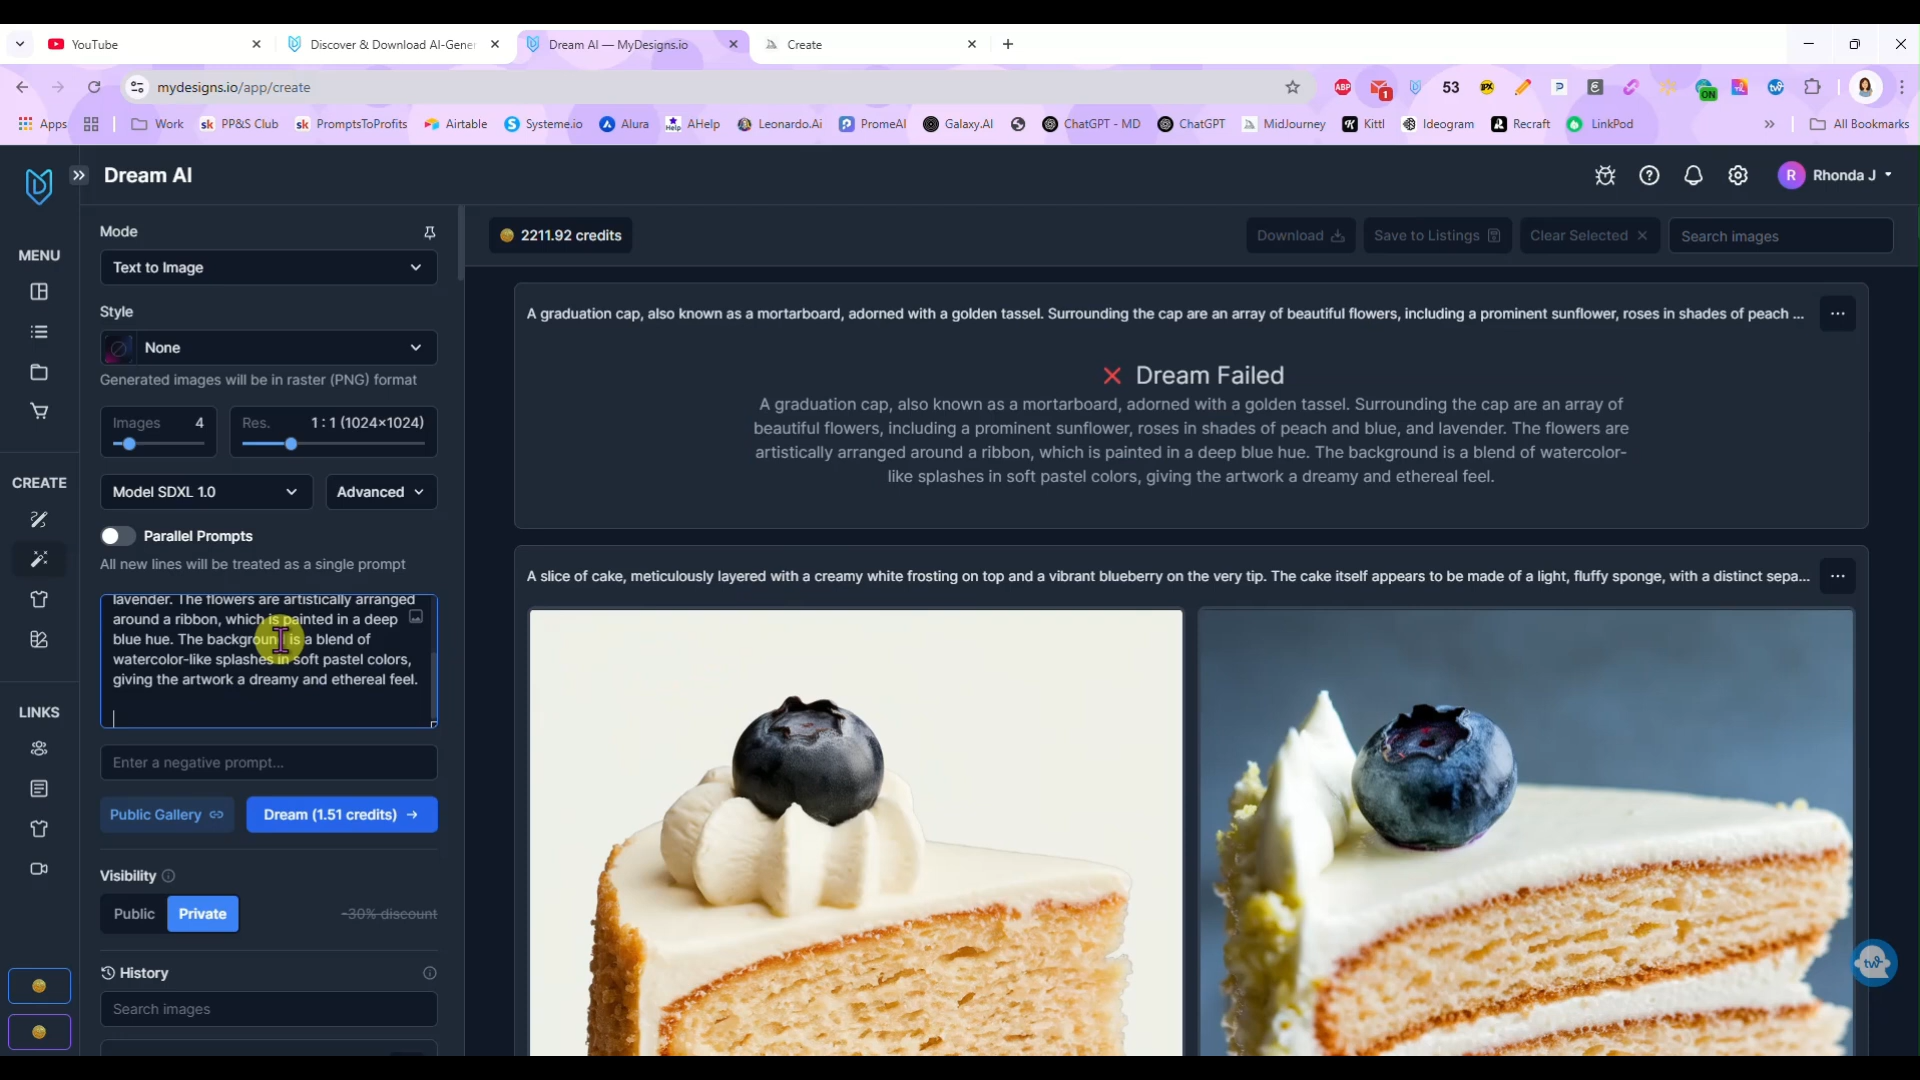 YouTube
Discover & Download AI-Gene
Dream AI — MyDesigns.io
Create
mydesigns.io/app/create
ABP
1
53
ON
Apps
Work
PP&S Club
PromptsToProfits
Airtable
Systeme.io
Alura
AHelp
Leonardo.Ai
PromeAI
Galaxy.AI
ChatGPT - MD
ChatGPT
MidJourney
Kittl
Ideogram
Recraft
LinkPod
All Bookmarks
Dream AI
R Rhonda J
MENU
CREATE
LINKS
Mode
Text to Image
Style
None
Generated images will be in raster (PNG) format
Images 4
Res. 1:1 (1024×1024)
Model SDXL 1.0
Advanced
Parallel Prompts
All new lines will be treated as a single prompt
lavender. The flowers are artistically arranged
around a ribbon, which is painted in a deep
blue hue. The background is a blend of
watercolor-like splashes in soft pastel colors,
giving the artwork a dreamy and ethereal feel.
Enter a negative prompt...
Public Gallery
Dream (1.51 credits)
Visibility
Public
Private
-30% discount
History
Search images
2211.92 credits
Download
Save to Listings
Clear Selected
Search images
A graduation cap, also known as a mortarboard, adorned with a golden tassel. Surrounding the cap are an array of beautiful flowers, including a prominent sunflower, roses in shades of peach ...
Dream Failed
A graduation cap, also known as a mortarboard, adorned with a golden tassel. Surrounding the cap are an array of
beautiful flowers, including a prominent sunflower, roses in shades of peach and blue, and lavender. The flowers are
artistically arranged around a ribbon, which is painted in a deep blue hue. The background is a blend of watercolor-
like splashes in soft pastel colors, giving the artwork a dreamy and ethereal feel.
A slice of cake, meticulously layered with a creamy white frosting on top and a vibrant blueberry on the very tip. The cake itself appears to be made of a light, fluffy sponge, with a distinct sepa...
tw